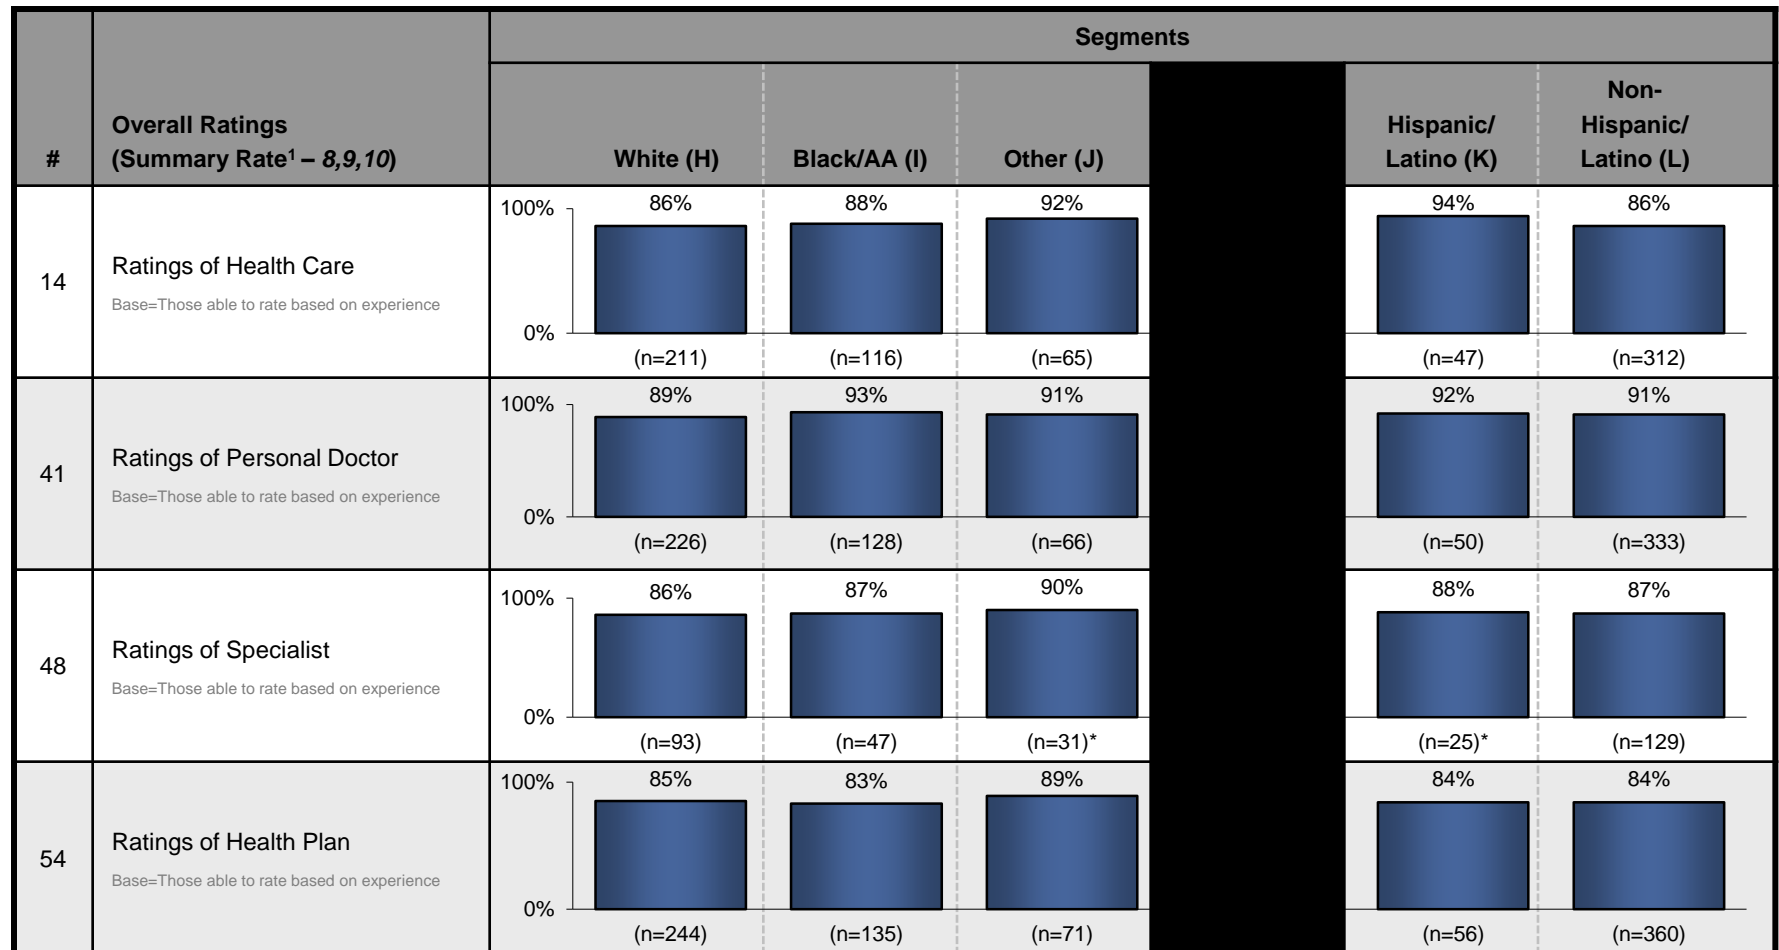 Segments
#
Overall Ratings
(Summary Rate¹ – 8,9,10)
White (H)
Black/AA (I)
Other (J)
Hispanic/
Latino (K)
Non-
Hispanic/
Latino (L)
14
Ratings of Health Care
Base=Those able to rate based on experience
100%
0%
86%
88%
92%
94%
86%
(n=211)
(n=116)
(n=65)
(n=47)
(n=312)
41
Ratings of Personal Doctor
Base=Those able to rate based on experience
100%
0%
89%
93%
91%
92%
91%
(n=226)
(n=128)
(n=66)
(n=50)
(n=333)
48
Ratings of Specialist
Base=Those able to rate based on experience
100%
0%
86%
87%
90%
88%
87%
(n=93)
(n=47)
(n=31)*
(n=25)*
(n=129)
54
Ratings of Health Plan
Base=Those able to rate based on experience
100%
0%
85%
83%
89%
84%
84%
(n=244)
(n=135)
(n=71)
(n=56)
(n=360)